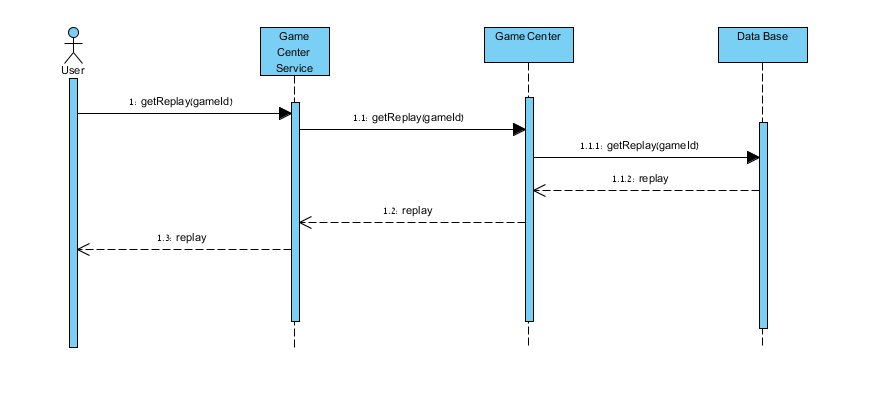 Game
Center
Service
Game Center
Data Base
User
1: getReplay(gameId)
1.1: getReplay(gameId)
1.1.1: getReplay(gameId)
1.1.2: replay
1.2: replay
1.3: replay